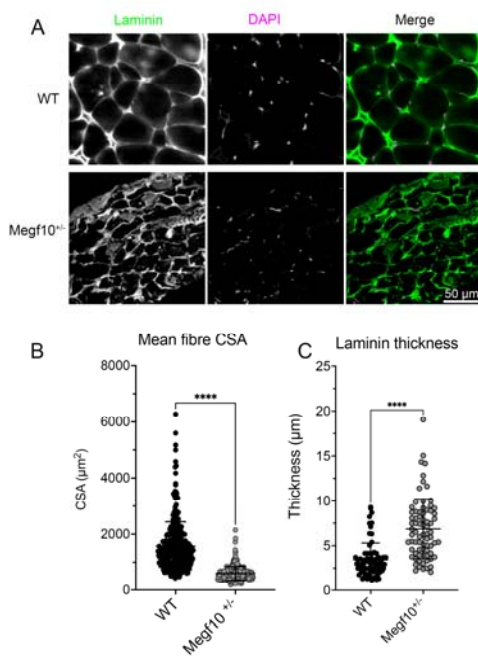 A
Laminin
DAPI
Merge
WT
Megf10+/-
50 µm
B
Mean fibre CSA
CSA (µm²)
8000
6000
4000
2000
0
****
WT
Megf10 +/-
C
Laminin thickness
Thickness (µm)
25
20
15
10
5
0
****
WT
Megf10+/-